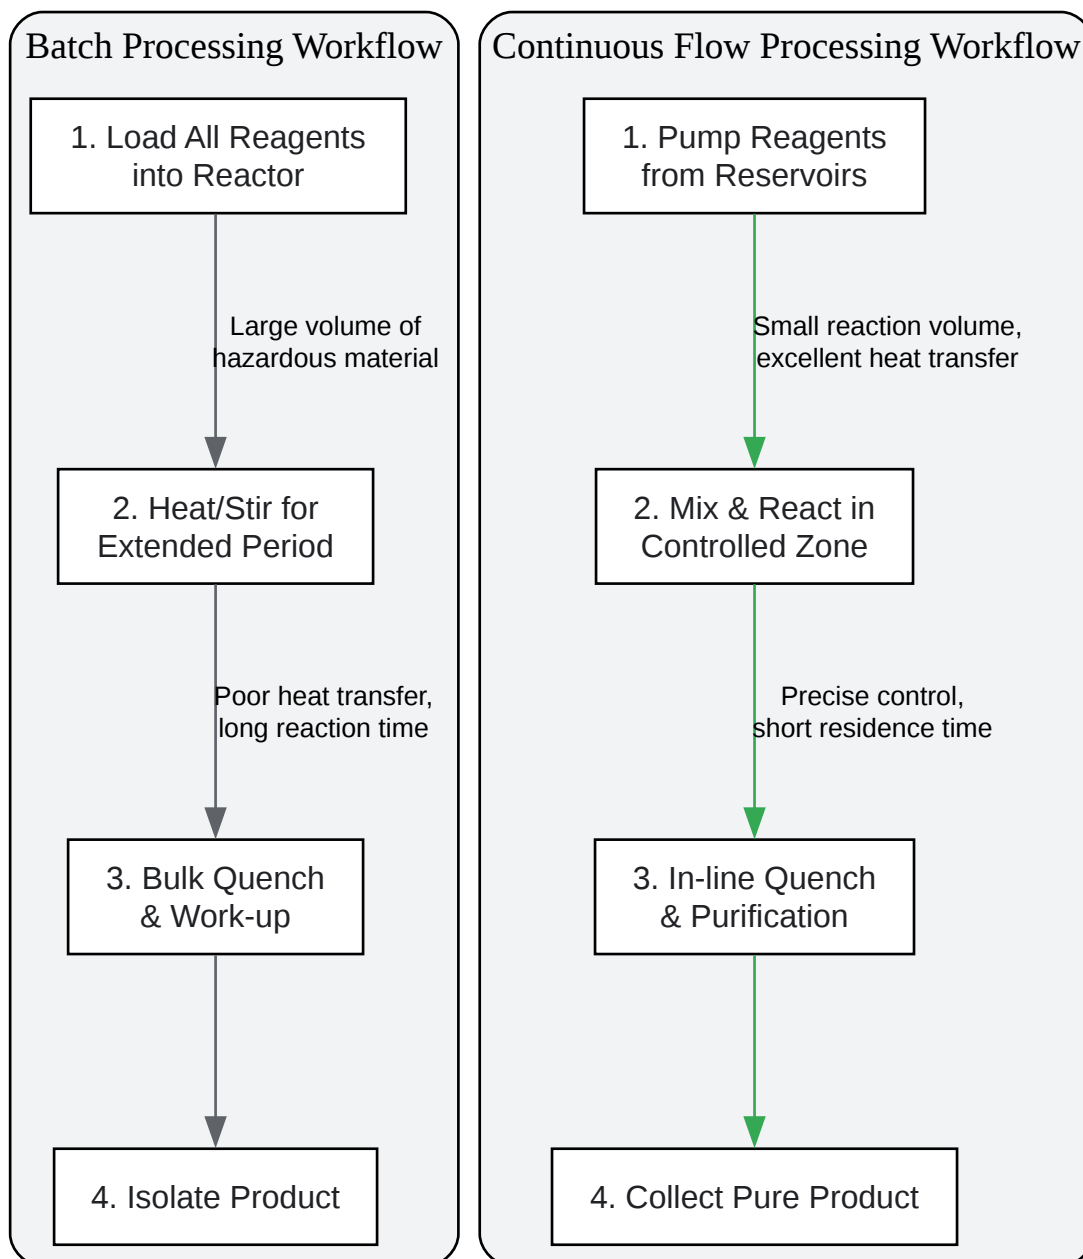 Batch Processing Workflow
1. Load All Reagents
into Reactor
Large volume of
hazardous material
2. Heat/Stir for
Extended Period
Poor heat transfer,
long reaction time
3. Bulk Quench
& Work-up
4. Isolate Product
Continuous Flow Processing Workflow
1. Pump Reagents
from Reservoirs
Small reaction volume,
excellent heat transfer
2. Mix & React in
Controlled Zone
Precise control,
short residence time
3. In-line Quench
& Purification
4. Collect Pure Product